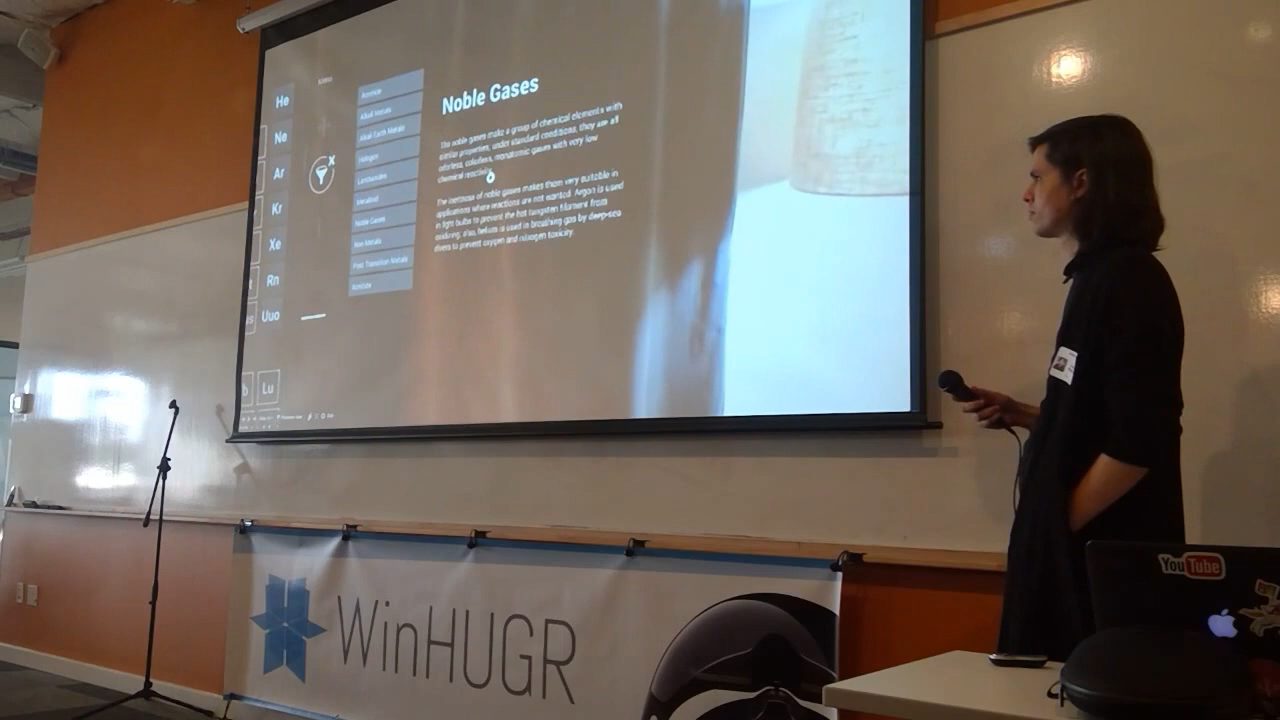 He
Ne
Ar
Kr
Xe
Rn
Uuo
Lu
Alkali Metals
Alkali Earth Metals
Halogen
Lanthanides
Metalloid
Noble Gases
Non Metals
Post Transition Metals
Noble Gases
The noble gases make a group of chemical elements with
similar properties, under standard conditions, they are all
odorless, colorless, monatomic gases with very low
chemical reactivity.
The inertness of noble gases makes them very suitable in
applications where reactions are not wanted. Argon is used
in light bulbs to prevent the hot tungsten filament from
oxidizing; also, helium is used in breathing gas by deep-sea
divers to prevent oxygen and nitrogen toxicity.
WinHUGR
YouTube